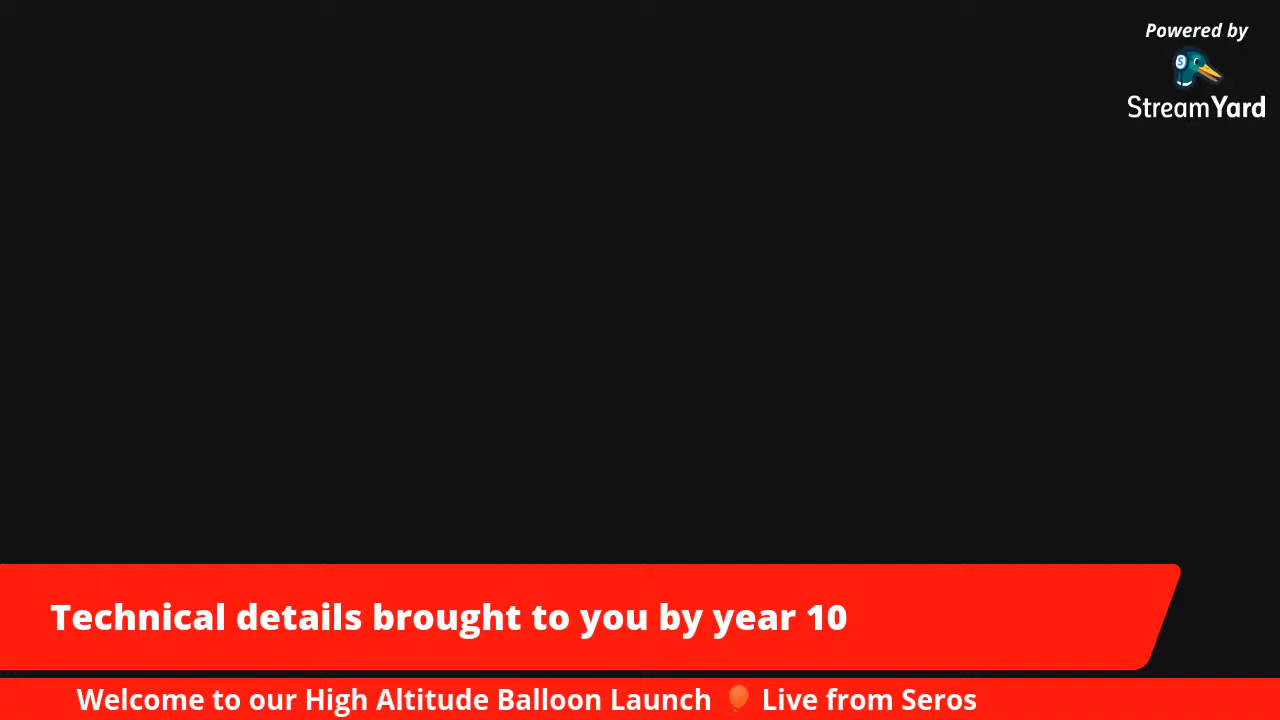 Powered by
StreamYard
Technical details brought to you by year 10
Welcome to our High Altitude Balloon Launch 🎈 Live from Seros